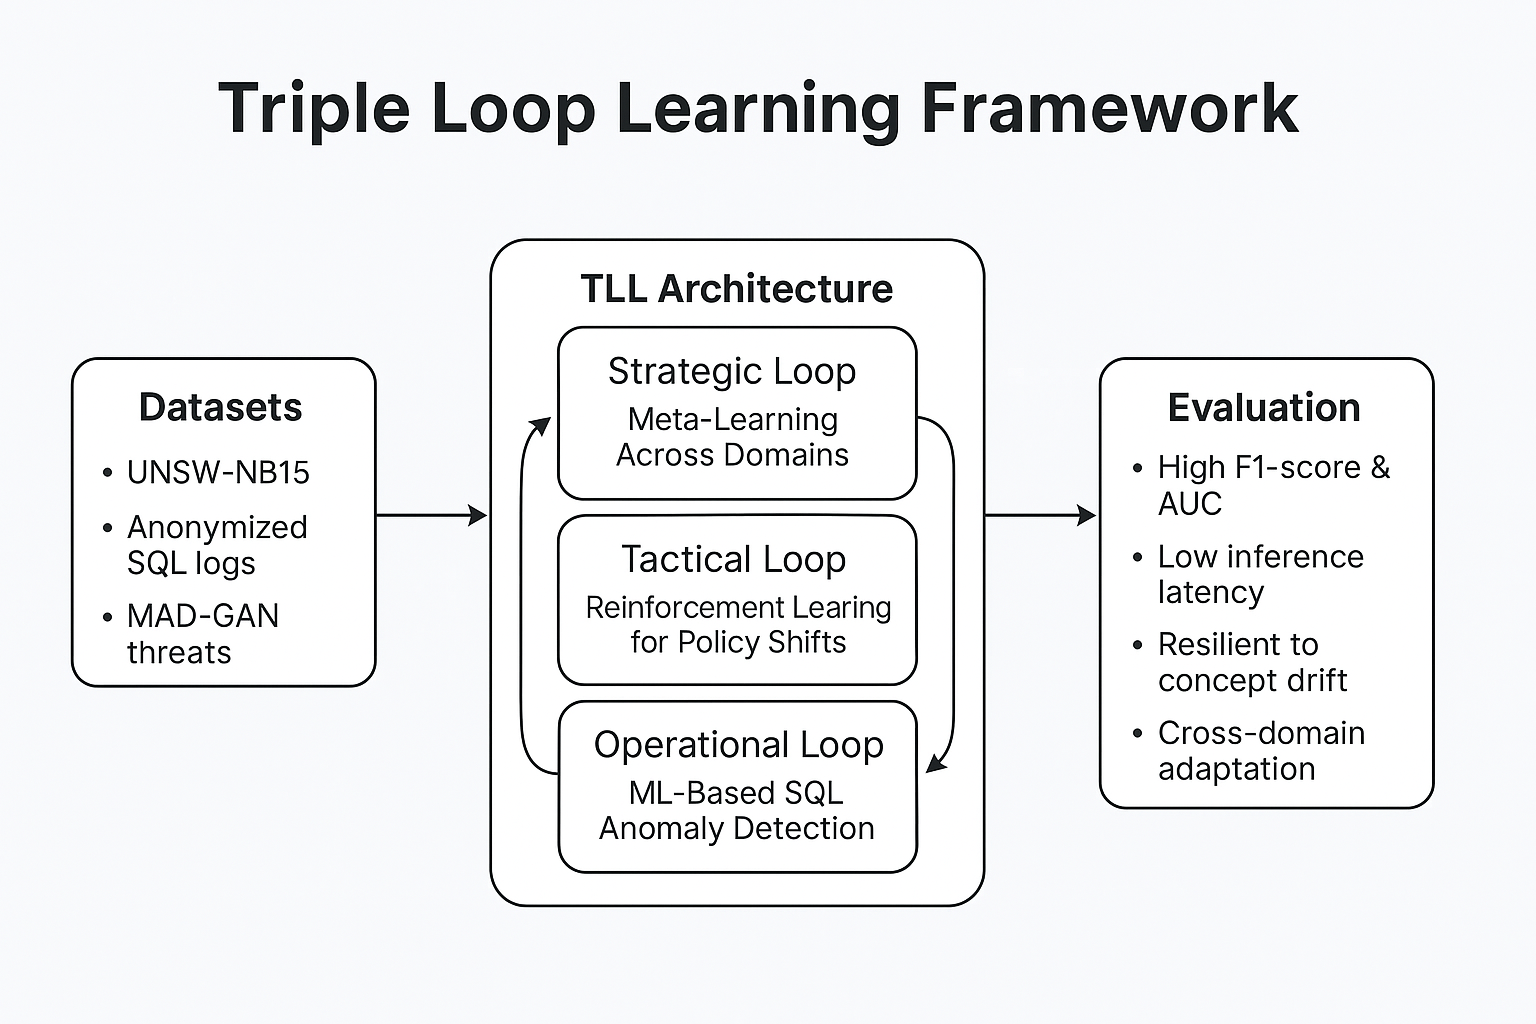 Triple Loop Learning Framework
Datasets
• UNSW-NB15
• Anonymized
SQL logs
• MAD-GAN
threats
TLL Architecture
Strategic Loop
Meta-Learning
Across Domains
Tactical Loop
Reinforcement Learing
for Policy Shifts
Operational Loop
ML-Based SQL
Anomaly Detection
Evaluation
• High F1-score &
AUC
• Low inference
latency
• Resilient to
concept drift
• Cross-domain
adaptation